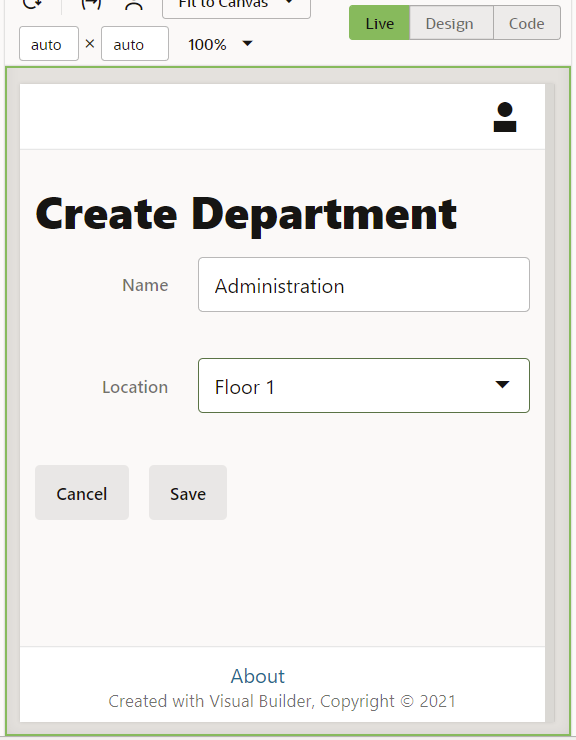 Fit to Canvas
Live Design Code
auto × auto 100%
Create Department
Name Administration
Location Floor 1
Cancel Save
About
Created with Visual Builder, Copyright © 2021